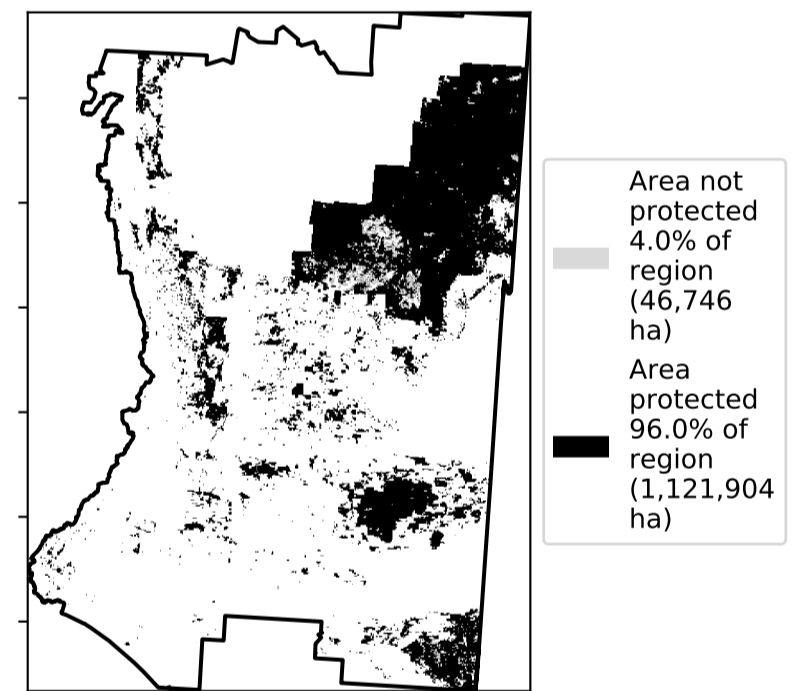 Area not
protected
4.0% of
region
(46,746
ha)
Area
protected
96.0% of
region
(1,121,904
ha)